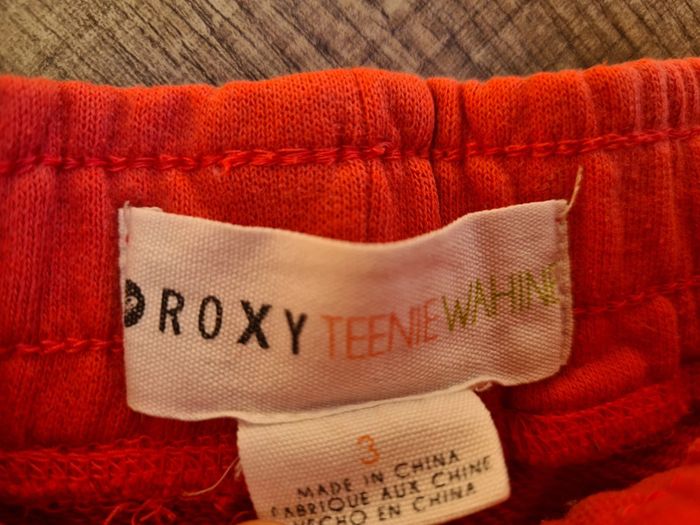 ROXY TEENIE WAHINE
3
MADE IN CHINA
FABRIQUE AUX CHINE
HECHO EN CHINA